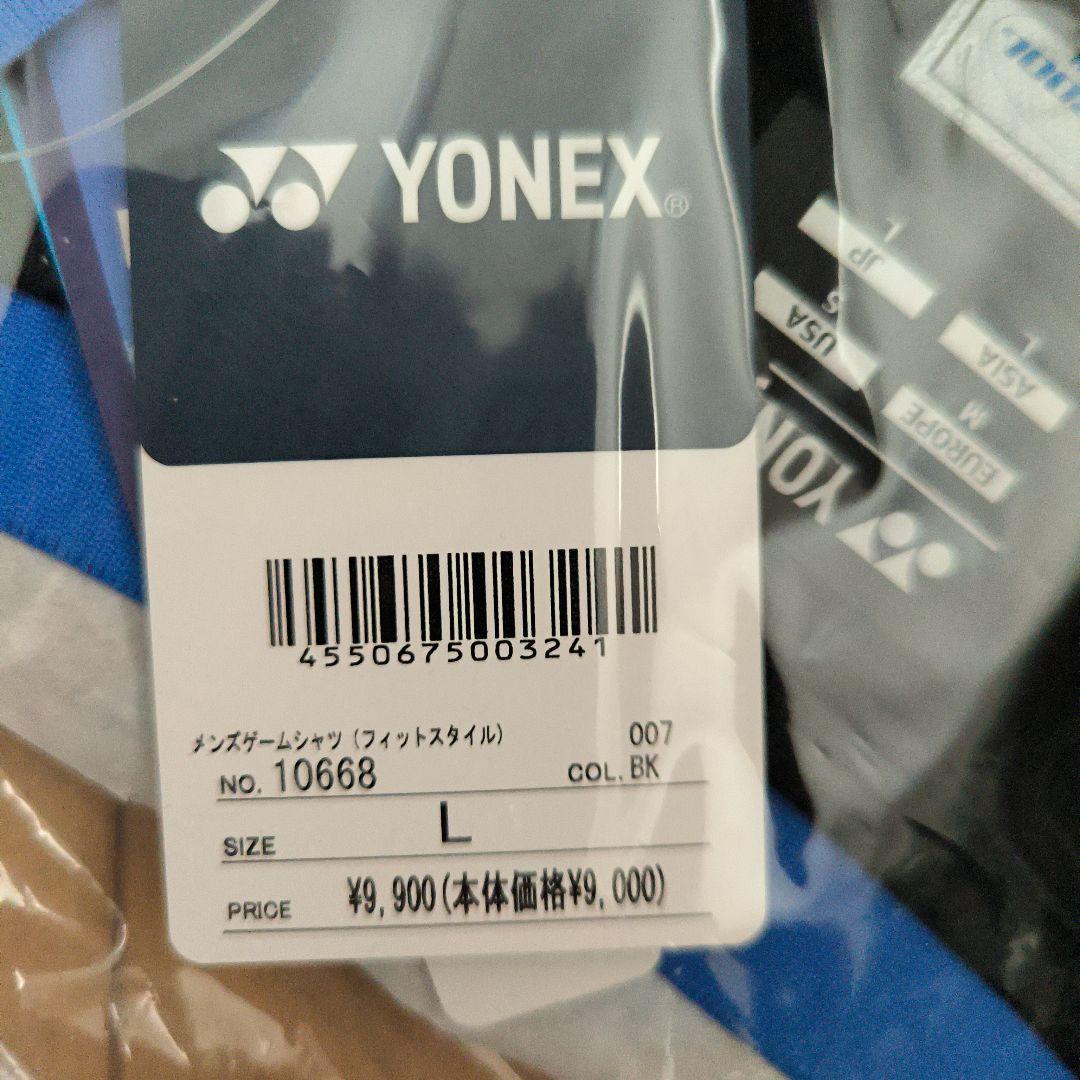 YONEX®
4550675003241
メンズゲームシャツ(フィットスタイル) 007
NO. 10668 COL. BK
SIZE L
PRICE ¥9,900(本体価格¥9,000)
JP
L
ASIA
L
USA
S
EUROPE
M